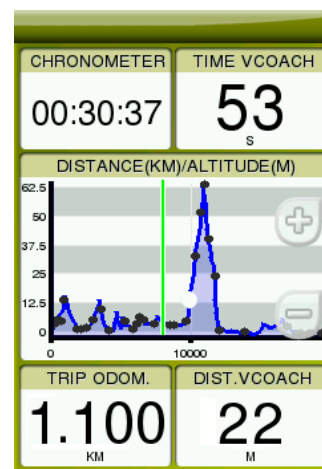 CHRONOMETER
TIME VCOACH
00:30:37
53
S
DISTANCE(KM)/ALTITUDE(M)
62.5
50
37.5
25
12.5
0
0
10000
TRIP ODOM.
DIST.VCOACH
1.100
22
KM
M